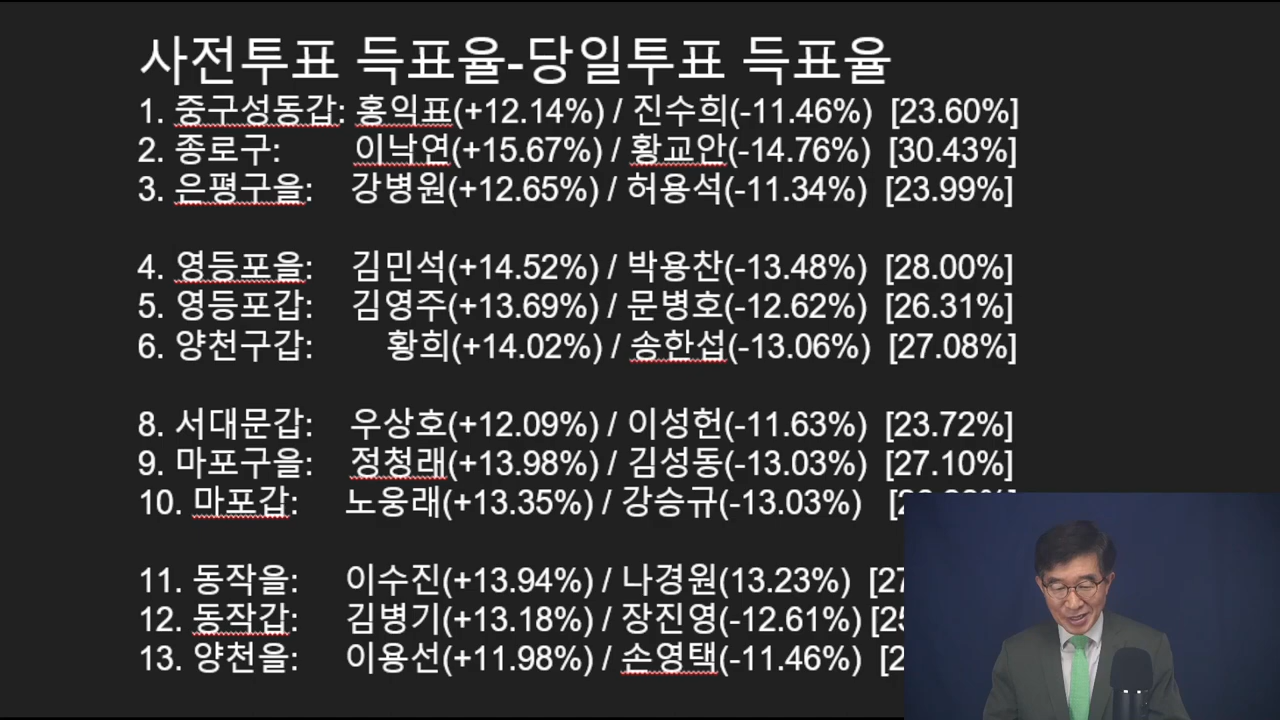 사전투표 득표율-당일투표 득표율
1. 중구성동갑: 홍익표(+12.14%) / 진수희(-11.46%) [23.60%]
2. 종로구: 이낙연(+15.67%) / 황교안(-14.76%) [30.43%]
3. 은평구을: 강병원(+12.65%) / 허용석(-11.34%) [23.99%]
4. 영등포을: 김민석(+14.52%) / 박용찬(-13.48%) [28.00%]
5. 영등포갑: 김영주(+13.69%) / 문병호(-12.62%) [26.31%]
6. 양천구갑: 황희(+14.02%) / 송한섭(-13.06%) [27.08%]
8. 서대문갑: 우상호(+12.09%) / 이성헌(-11.63%) [23.72%]
9. 마포구을: 정청래(+13.98%) / 김성동(-13.03%) [27.10%]
10. 마포갑: 노웅래(+13.35%) / 강승규(-13.03%)
11. 동작을: 이수진(+13.94%) / 나경원(13.23%) [27
12. 동작갑: 김병기(+13.18%) / 장진영(-12.61%) [25
13. 양천을: 이용선(+11.98%) / 손영택(-11.46%) [2